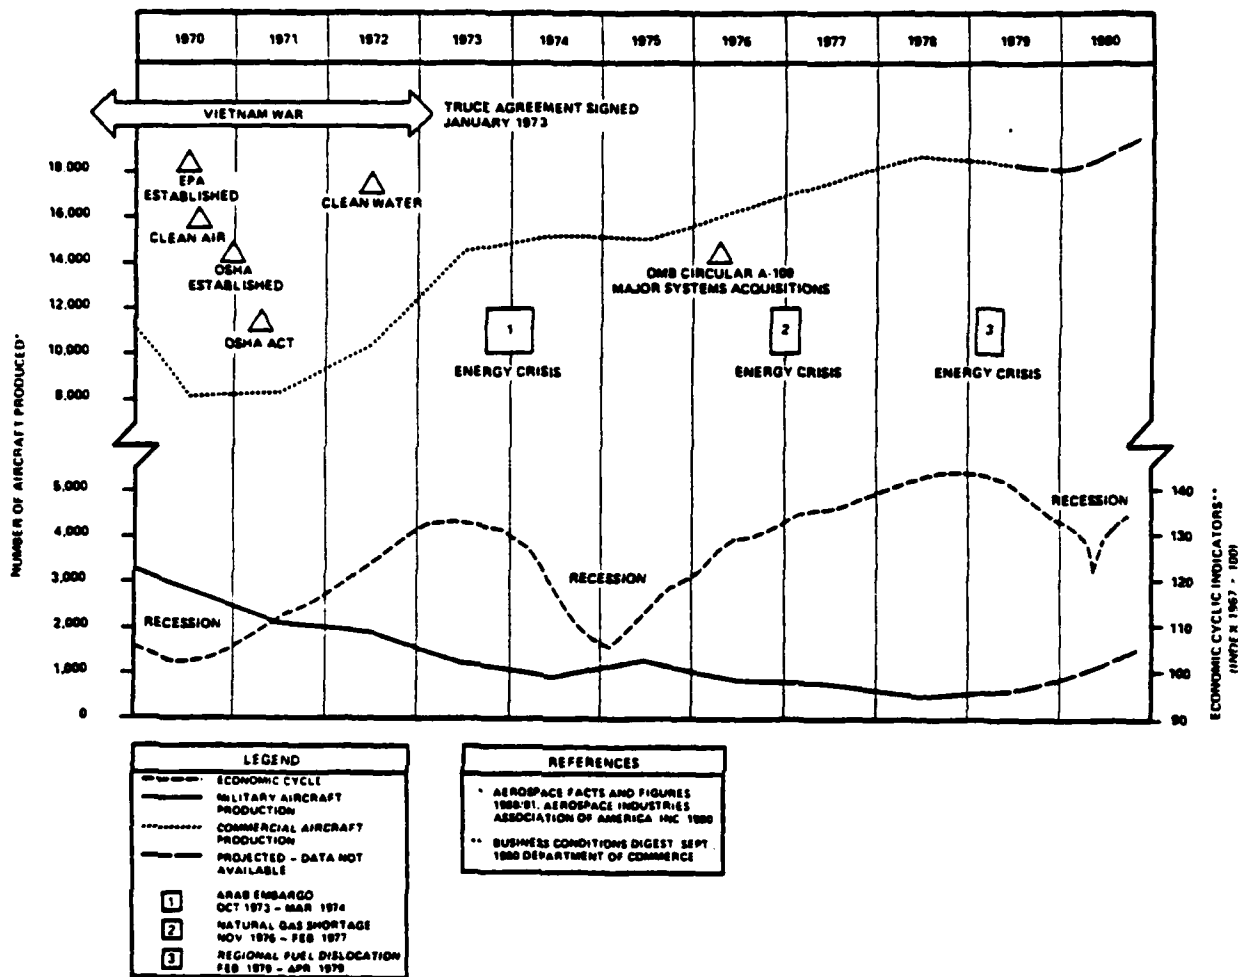 1970 1971 1972 1973 1974 1975 1976 1977 1978 1979 1980
VIETNAM WAR
TRUCE AGREEMENT SIGNED
JANUARY 1973
EPA
ESTABLISHED
CLEAN AIR
OSHA
ESTABLISHED
OSHA ACT
CLEAN WATER
OMB CIRCULAR A-109
MAJOR SYSTEMS ACQUISITIONS
1
ENERGY CRISIS
2
ENERGY CRISIS
3
ENERGY CRISIS
NUMBER OF AIRCRAFT PRODUCED*
18,000
16,000
14,000
12,000
10,000
8,000
5,000
4,000
3,000
2,000
1,000
0
RECESSION
RECESSION
RECESSION
140
130
120
110
100
90
ECONOMIC CYCLIC INDICATORS**
(INDEX 1967 - 100)
LEGEND
ECONOMIC CYCLE
MILITARY AIRCRAFT
PRODUCTION
COMMERCIAL AIRCRAFT
PRODUCTION
PROJECTED - DATA NOT
AVAILABLE
1 ARAB EMBARGO
OCT 1973 - MAR 1974
2 NATURAL GAS SHORTAGE
NOV 1976 - FEB 1977
3 REGIONAL FUEL DISLOCATION
FEB 1979 - APR 1979
REFERENCES
* AEROSPACE FACTS AND FIGURES
1980/81, AEROSPACE INDUSTRIES
ASSOCIATION OF AMERICA INC 1980
** BUSINESS CONDITIONS DIGEST SEPT
1980 DEPARTMENT OF COMMERCE